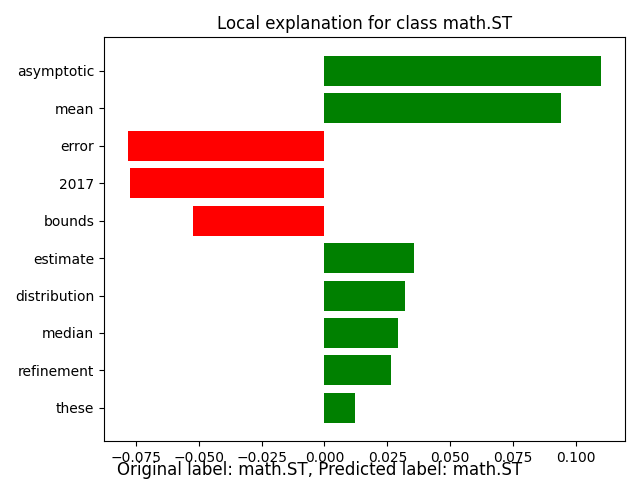 Local explanation for class math.ST
asymptotic
mean
error
2017
bounds
estimate
distribution
median
refinement
these
−0.075 −0.050 −0.025 0.000 0.025 0.050 0.075 0.100
Original label: math.ST, Predicted label: math.ST